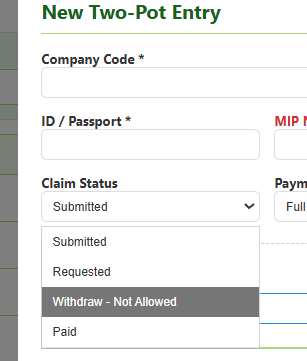 New Two-Pot Entry
Company Code *
ID / Passport *
MIP
Claim Status
Paym
Submitted
Full
Submitted
Requested
Withdraw - Not Allowed
Paid